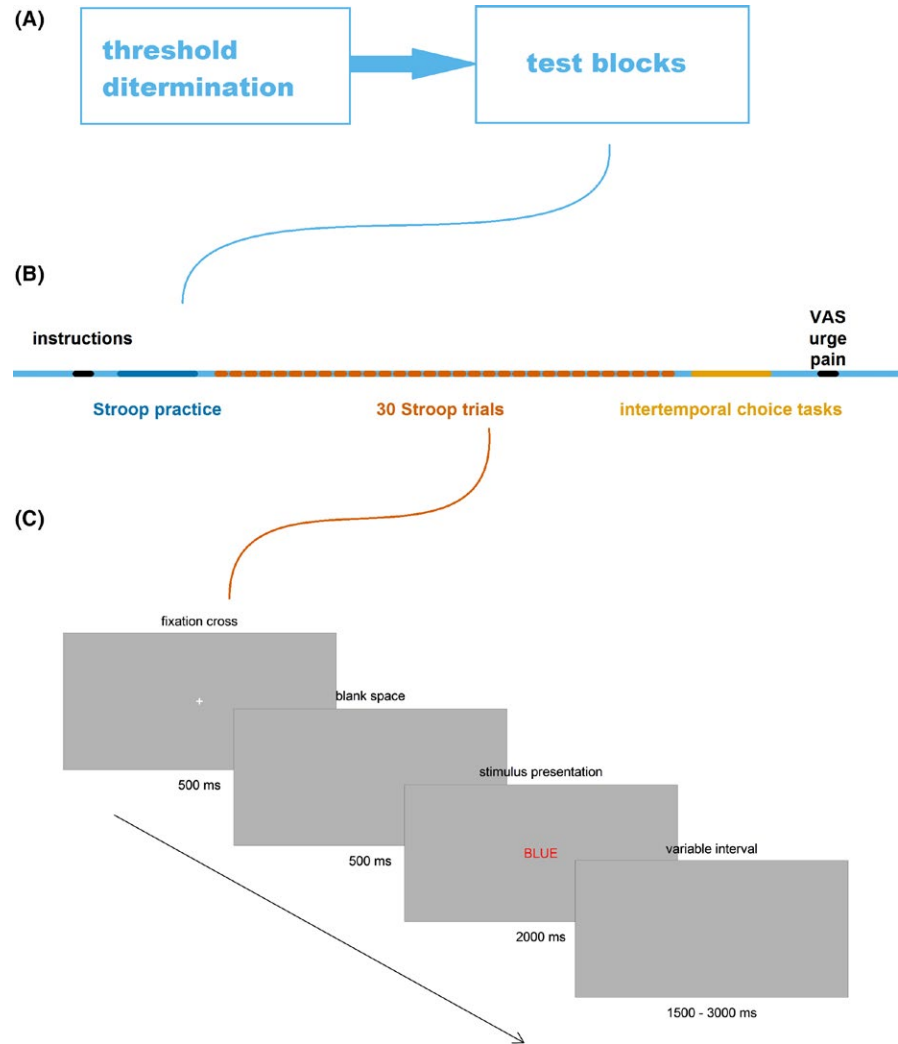 (A)
threshold
ditermination
test blocks
(B)
instructions
VAS
urge
pain
Stroop practice
30 Stroop trials
intertemporal choice tasks
(C)
fixation cross
+
500 ms
blank space
500 ms
stimulus presentation
BLUE
2000 ms
variable interval
1500 - 3000 ms